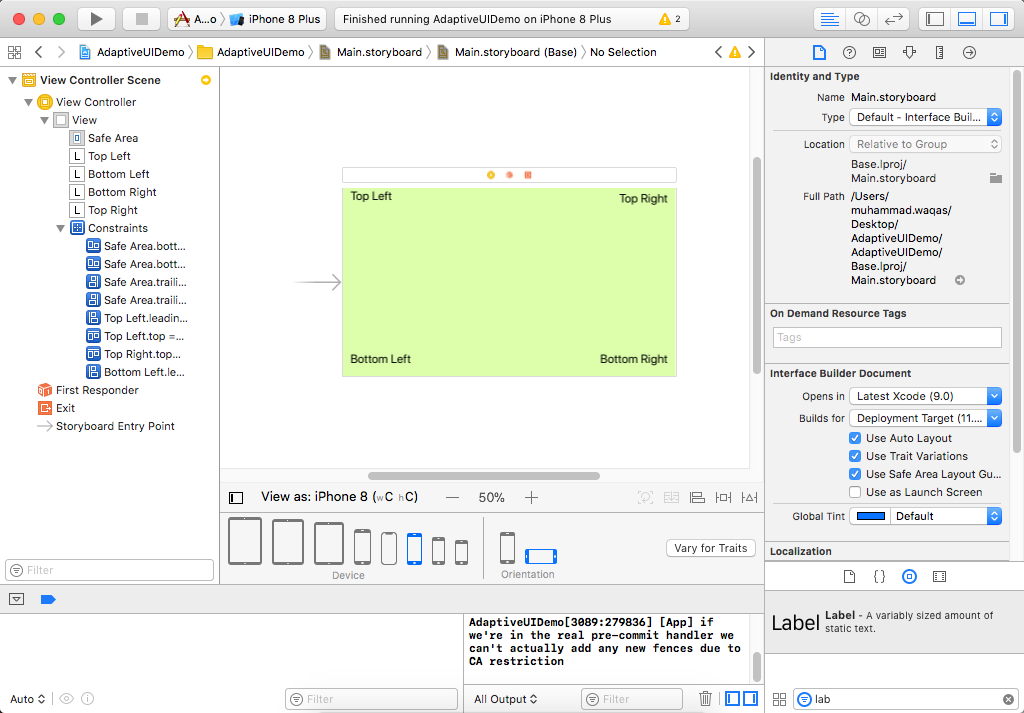 A...o
iPhone 8 Plus
Finished running AdaptiveUIDemo on iPhone 8 Plus
2
AdaptiveUIDemo
AdaptiveUIDemo
Main.storyboard
Main.storyboard (Base)
No Selection
View Controller Scene
View Controller
View
Safe Area
L Top Left
L Bottom Left
L Bottom Right
L Top Right
Constraints
Safe Area.bott...
Safe Area.bott...
Safe Area.traili...
Safe Area.traili...
Top Left.leadin...
Top Left.top =...
Top Right.top...
Bottom Left.le...
First Responder
Exit
Storyboard Entry Point
Filter
Top Left
Top Right
Bottom Left
Bottom Right
View as: iPhone 8 (wC hC)
50%
Device
Orientation
Vary for Traits
Identity and Type
Name Main.storyboard
Type Default - Interface Buil...
Location Relative to Group
Base.lproj/
Main.storyboard
Full Path /Users/
muhammad.waqas/
Desktop/
AdaptiveUIDemo/
AdaptiveUIDemo/
Base.lproj/
Main.storyboard
On Demand Resource Tags
Tags
Interface Builder Document
Opens in Latest Xcode (9.0)
Builds for Deployment Target (11....
Use Auto Layout
Use Trait Variations
Use Safe Area Layout Gu...
Use as Launch Screen
Global Tint Default
Localization
{ }
Label
Label - A variably sized amount of
static text.
lab
AdaptiveUIDemo[3089:279836] [App] if
we're in the real pre-commit handler we
can't actually add any new fences due to
CA restriction
Auto
Filter
All Output
Filter